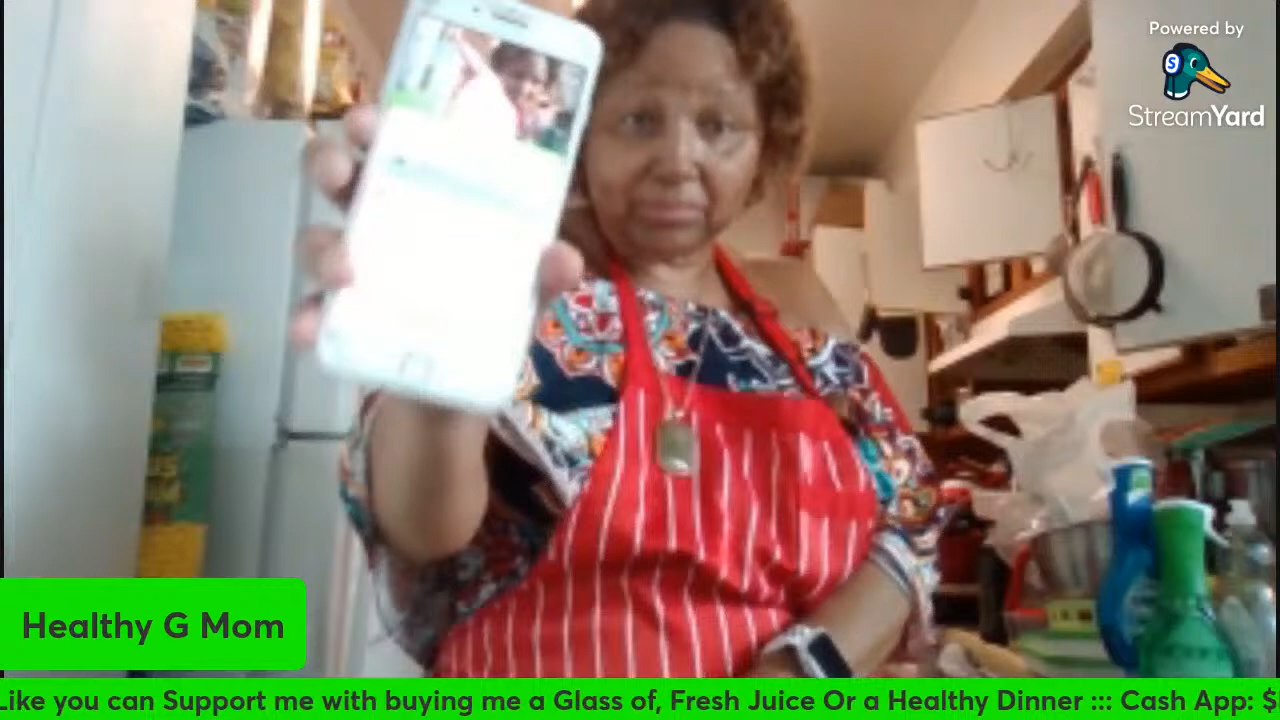 Powered by
S
StreamYard
Healthy G Mom
Like you can Support me with buying me a Glass of, Fresh Juice Or a Healthy Dinner ::: Cash App: $